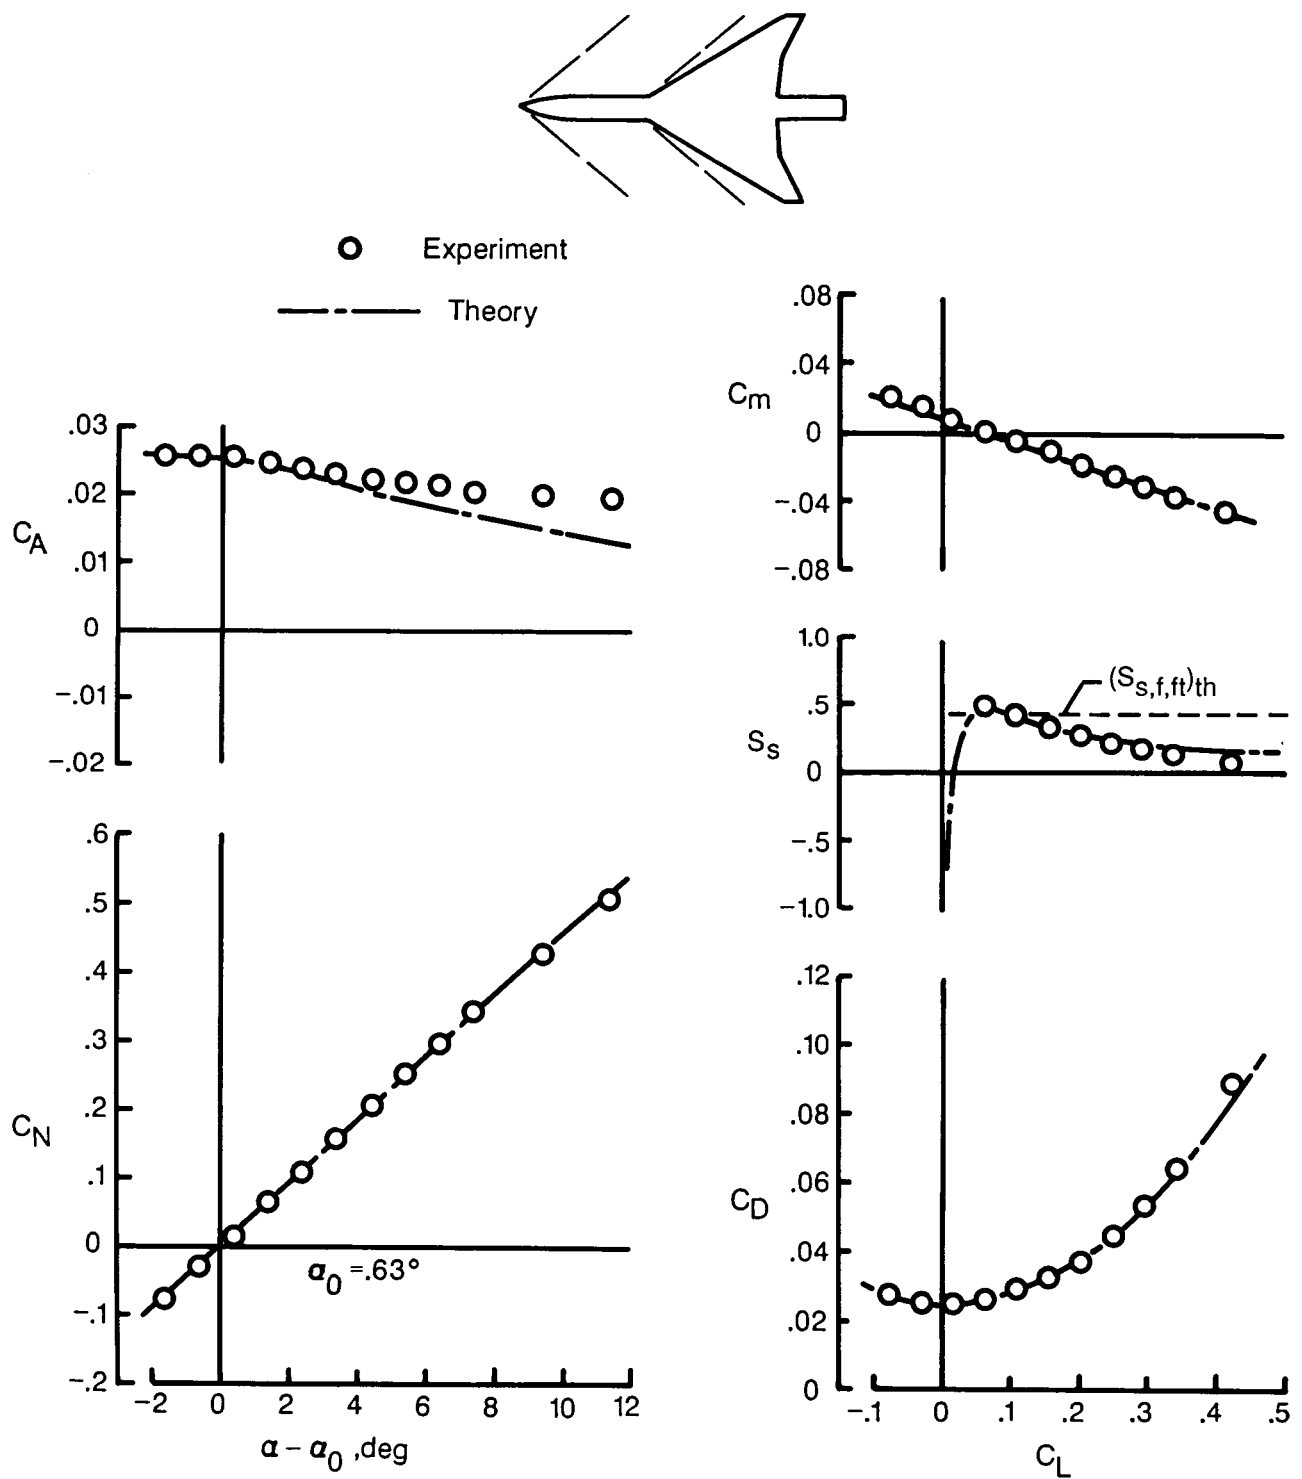 Experiment
Theory
.03
.02
C_A
.01
0
-.01
-.02
.6
.5
.4
.3
C_N
.2
.1
0
α_0 = .63°
-.1
-.2
-2 0 2 4 6 8 10 12
α - α_0 ,deg
.08
.04
C_m
0
-.04
-.08
1.0
(S_s,f,ft)_th
.5
S_s
0
-.5
-1.0
.12
.10
.08
.06
C_D
.04
.02
0
-.1 0 .1 .2 .3 .4 .5
C_L